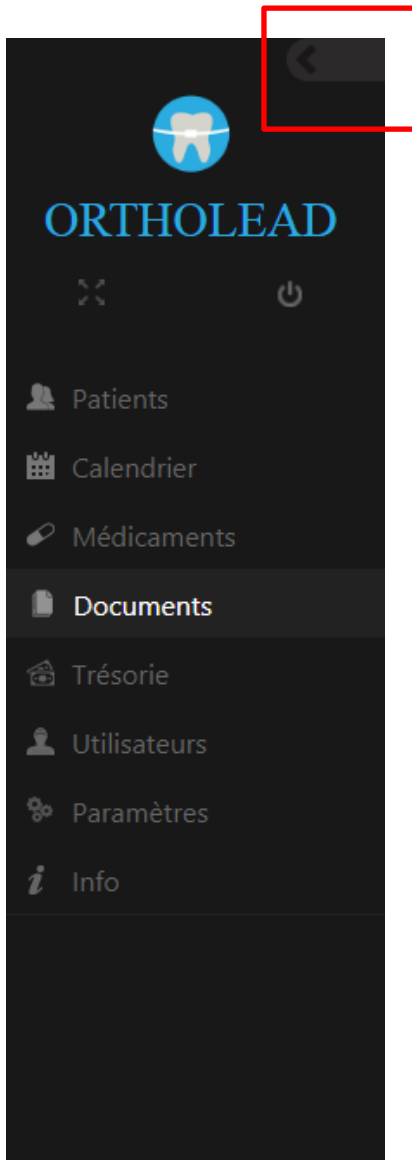 ORTHOLEAD
Patients
Calendrier
Médicaments
Documents
Trésorie
Utilisateurs
Paramètres
Info